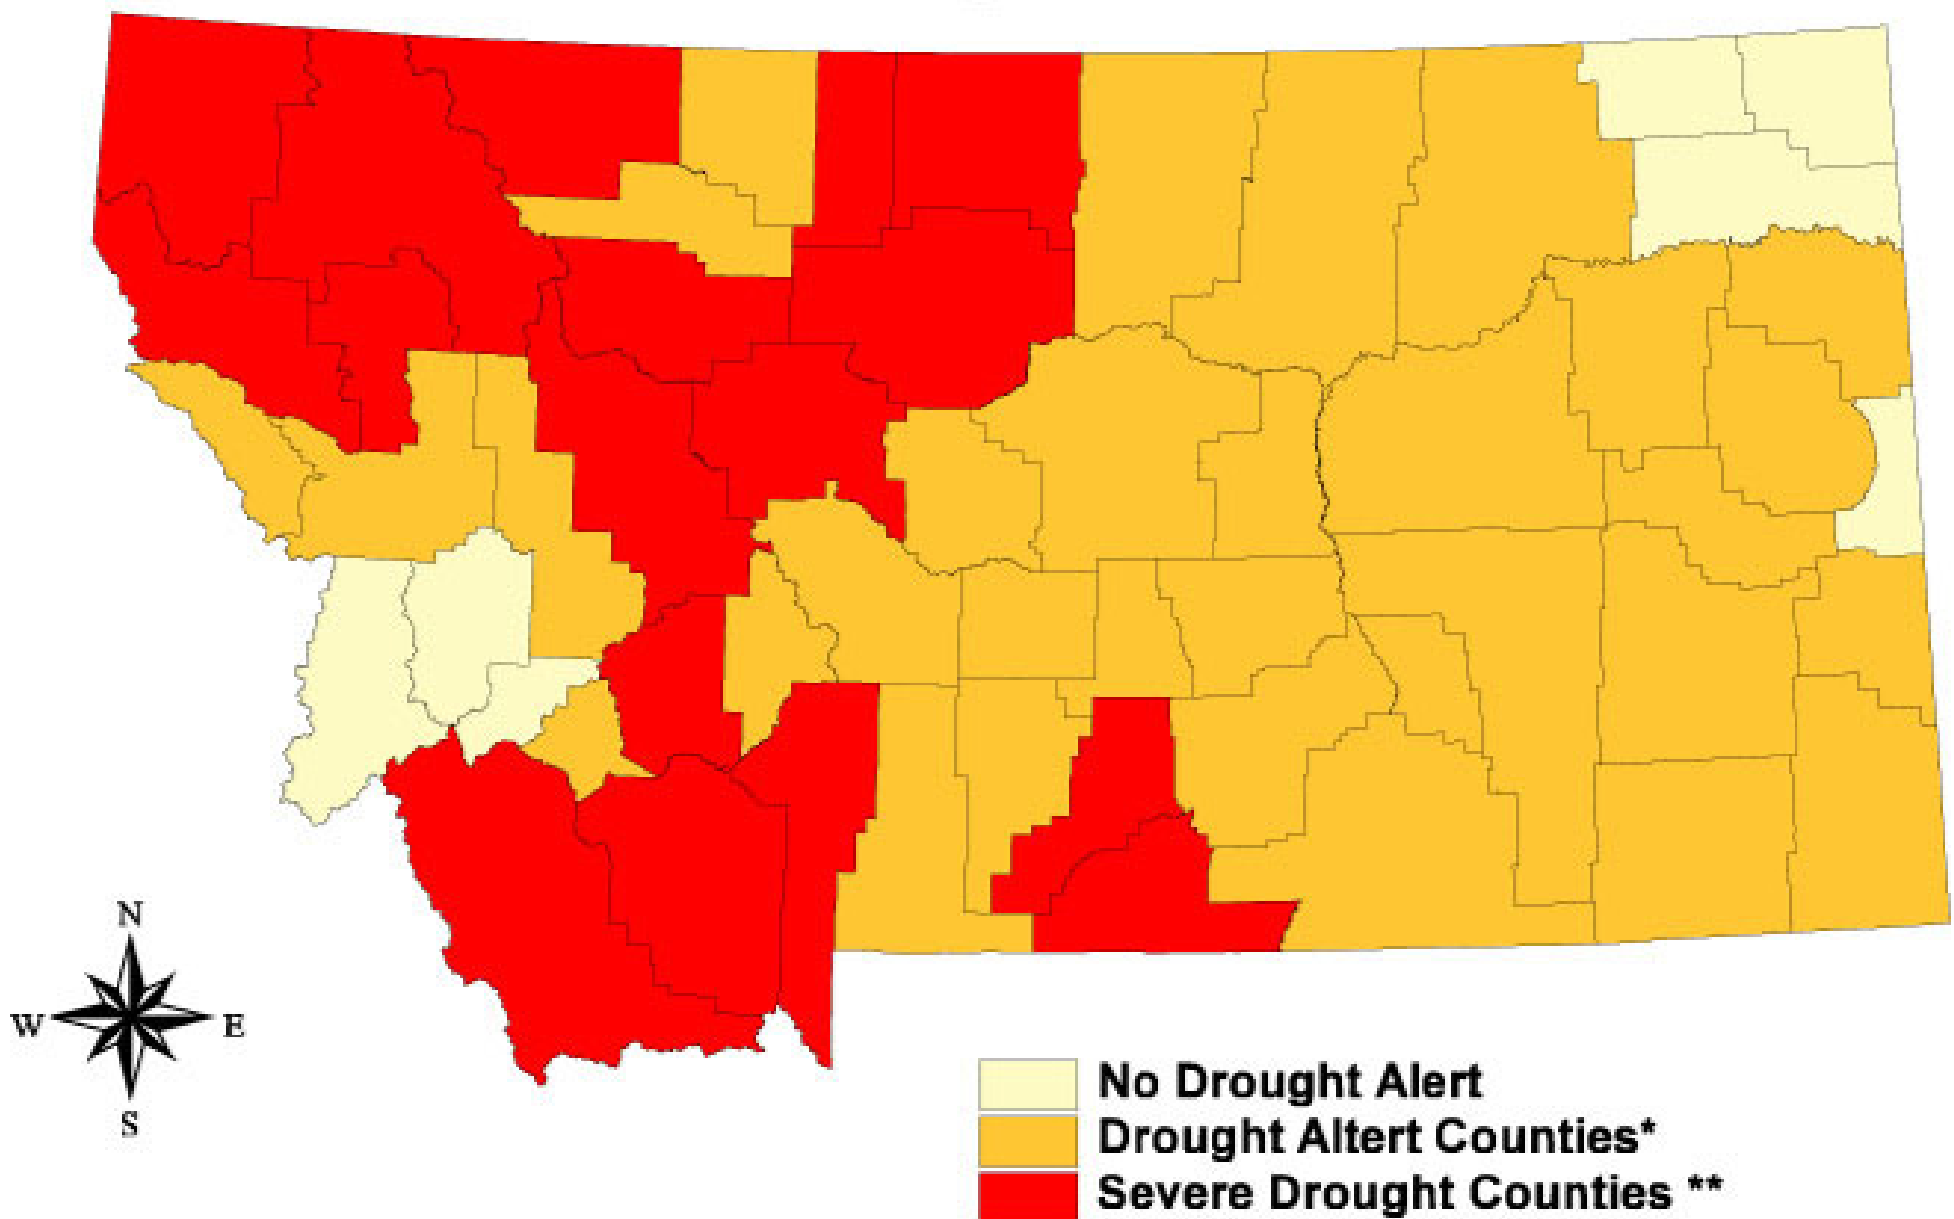 N
W E
S
No Drought Alert
Drought Altert Counties*
Severe Drought Counties **